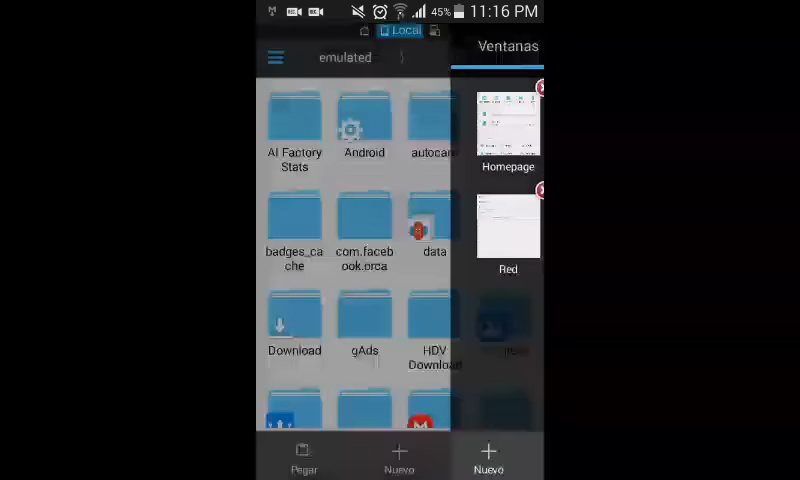 45% 11:16 PM
Local
emulated
Ventanas
AI Factory
Stats
Android
Homepage
badges_ca
che
com.faceb
ook.orca
data
Red
Download
gAds
HDV
Download
Pegar
Nuevo
Nuevo